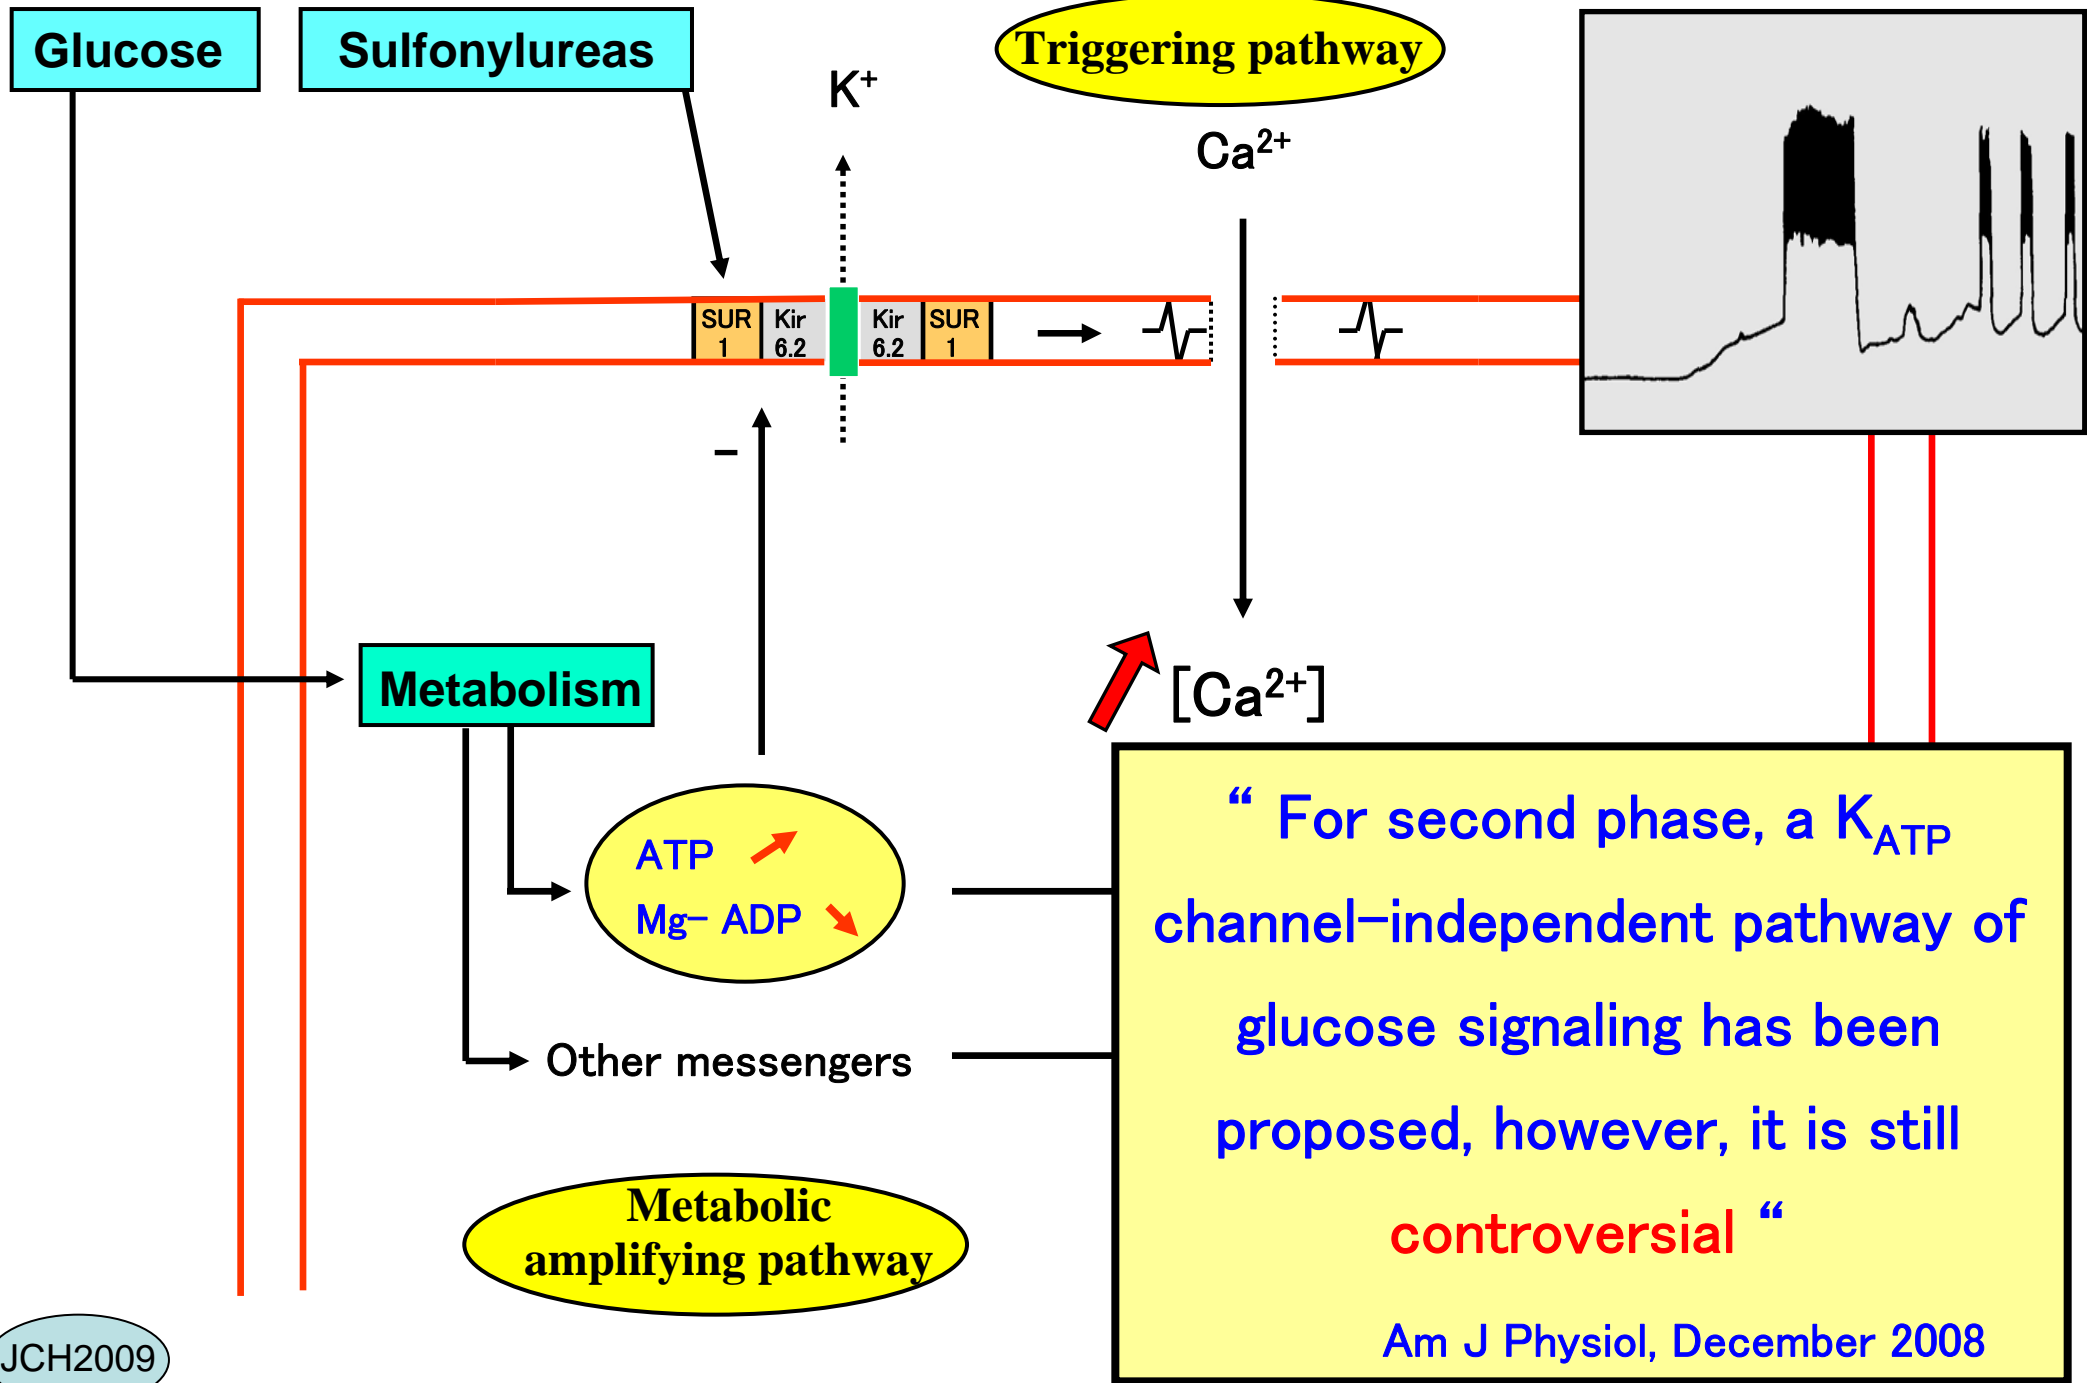 Glucose
Sulfonylureas
Triggering pathway
K⁺
Ca²⁺
SUR
1
Kir
6.2
Kir
6.2
SUR
1
–
[Ca²⁺]
Metabolism
ATP
Mg- ADP
Other messengers
Metabolic
amplifying pathway
“ For second phase, a K_ATP
channel-independent pathway of
glucose signaling has been
proposed, however, it is still
controversial “
Am J Physiol, December 2008
JCH2009